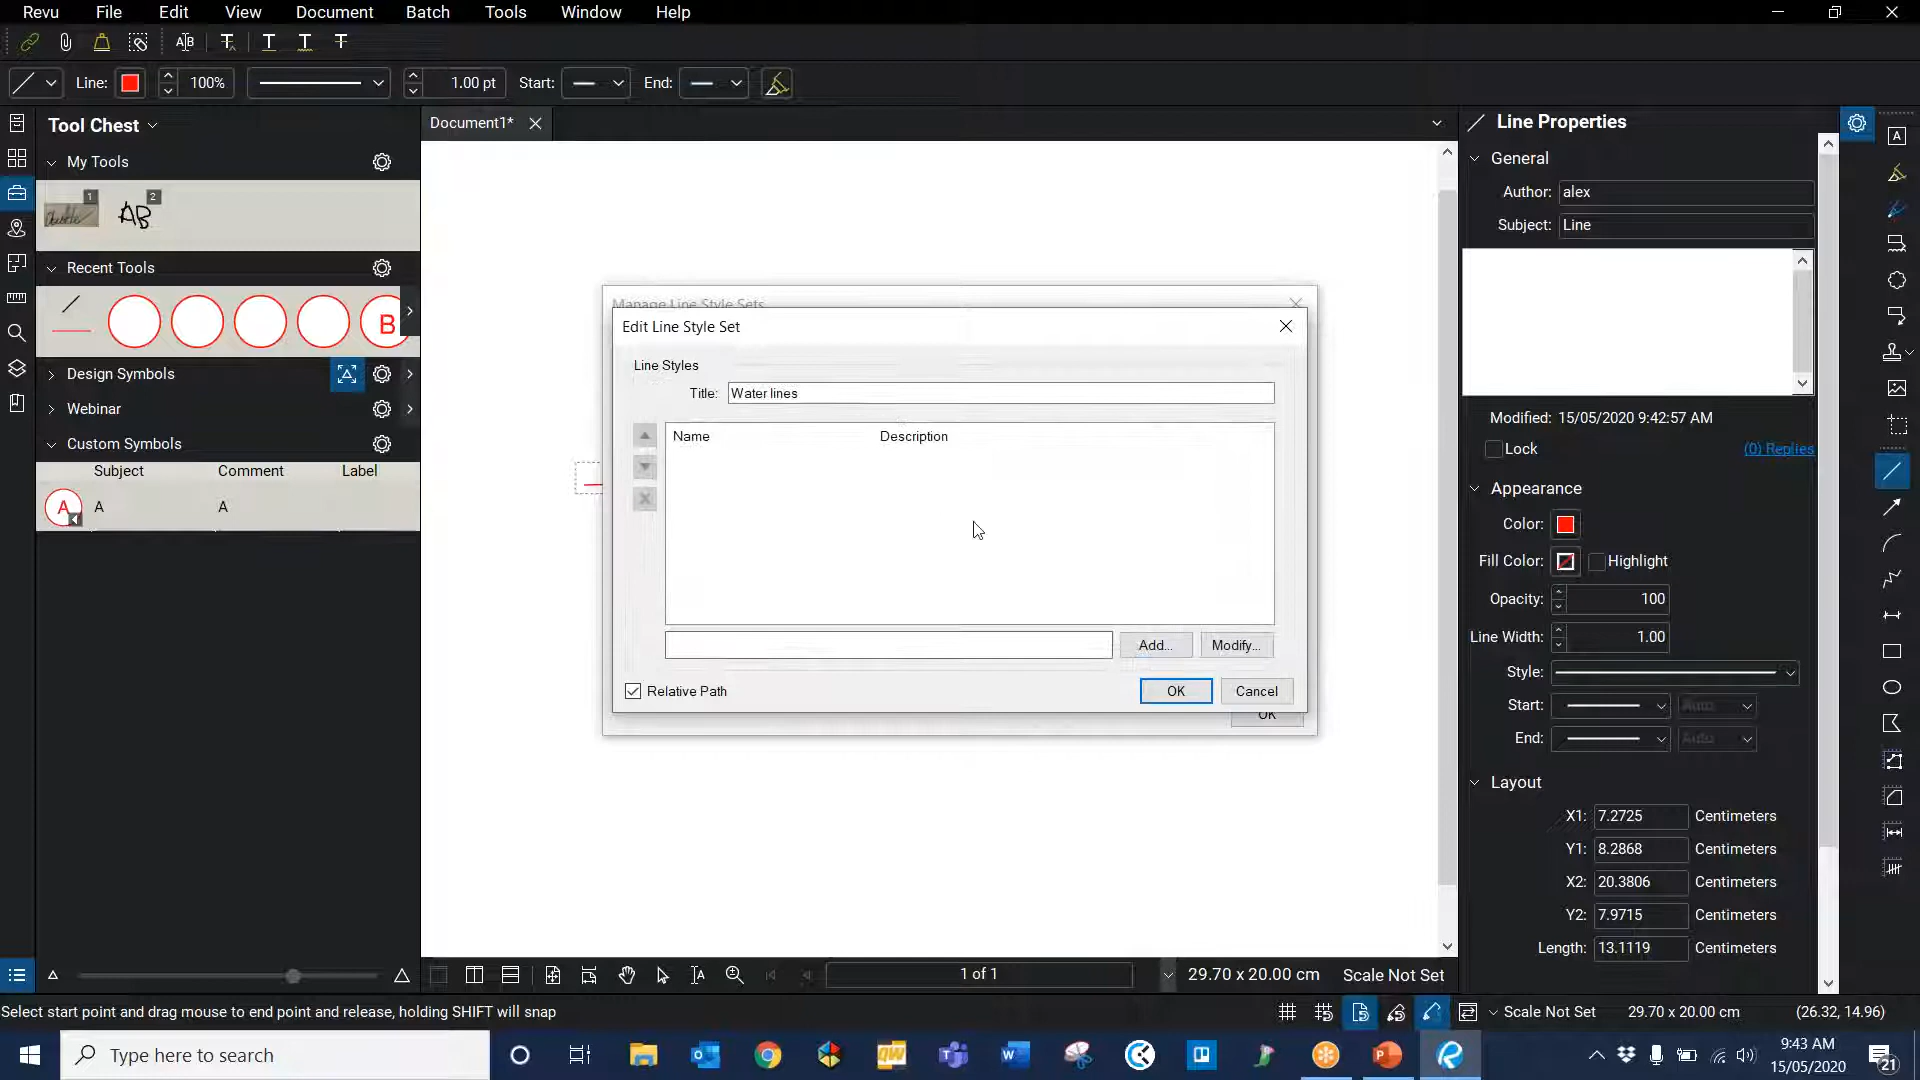 Revu File Edit View Document Batch Tools Window Help
Line: 100% 1.00 pt Start: End:
Tool Chest
Document1*
Line Properties
My Tools
1 2
AB
Recent Tools
B
Design Symbols
Webinar
Custom Symbols
Subject Comment Label
A A A
Manage Line Style Sets
Edit Line Style Set
Line Styles
Title: Water lines
Name Description
Add... Modify...
Relative Path
OK Cancel
OK
General
Author: alex
Subject: Line
Modified: 15/05/2020 9:42:57 AM
Lock (0) Replies
Appearance
Color:
Fill Color: Highlight
Opacity: 100
Line Width: 1.00
Style:
Start: Auto
End: Auto
Layout
X1: 7.2725 Centimeters
Y1: 8.2868 Centimeters
X2: 20.3806 Centimeters
Y2: 7.9715 Centimeters
Length: 13.1119 Centimeters
1 of 1 29.70 x 20.00 cm Scale Not Set
Select start point and drag mouse to end point and release, holding SHIFT will snap
Scale Not Set 29.70 x 20.00 cm (26.32, 14.96)
Type here to search
9:43 AM
15/05/2020
21